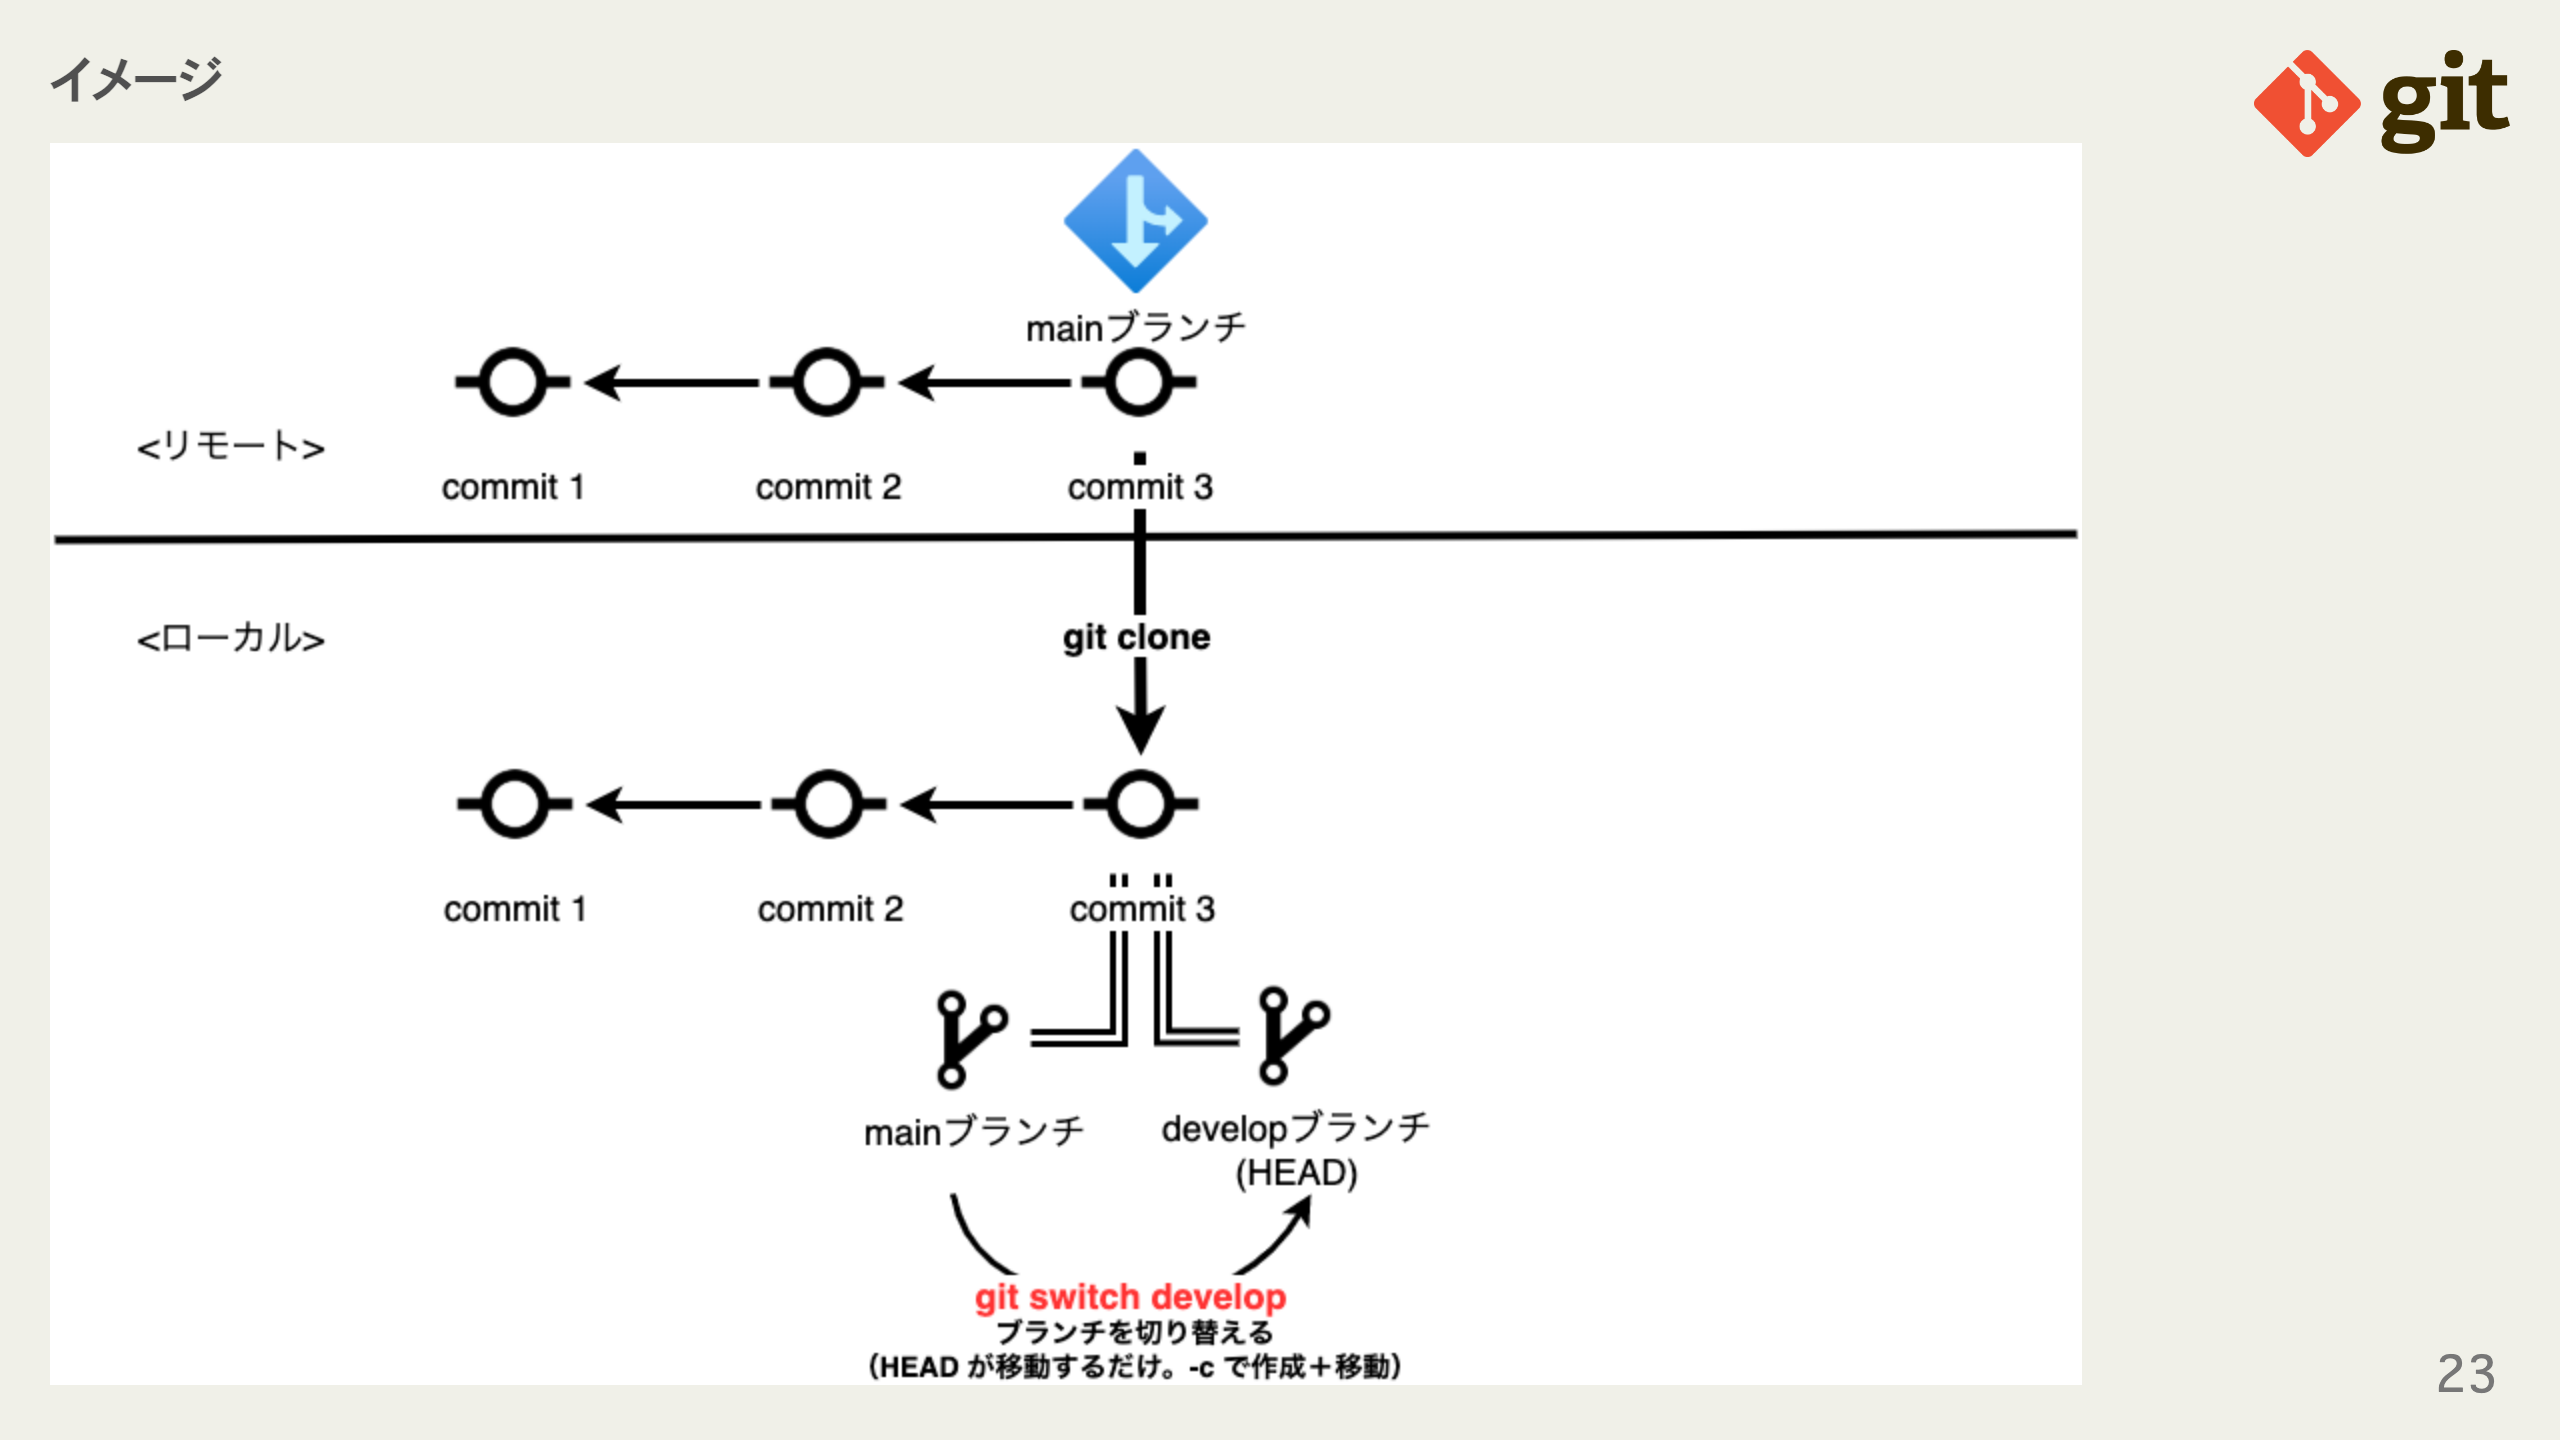 イメージ
git
mainブランチ
<リモート>
commit 1
commit 2
commit 3
<ローカル>
git clone
commit 1
commit 2
commit 3
mainブランチ
developブランチ
(HEAD)
git switch develop
ブランチを切り替える
（HEAD が移動するだけ。-c で作成＋移動）
23